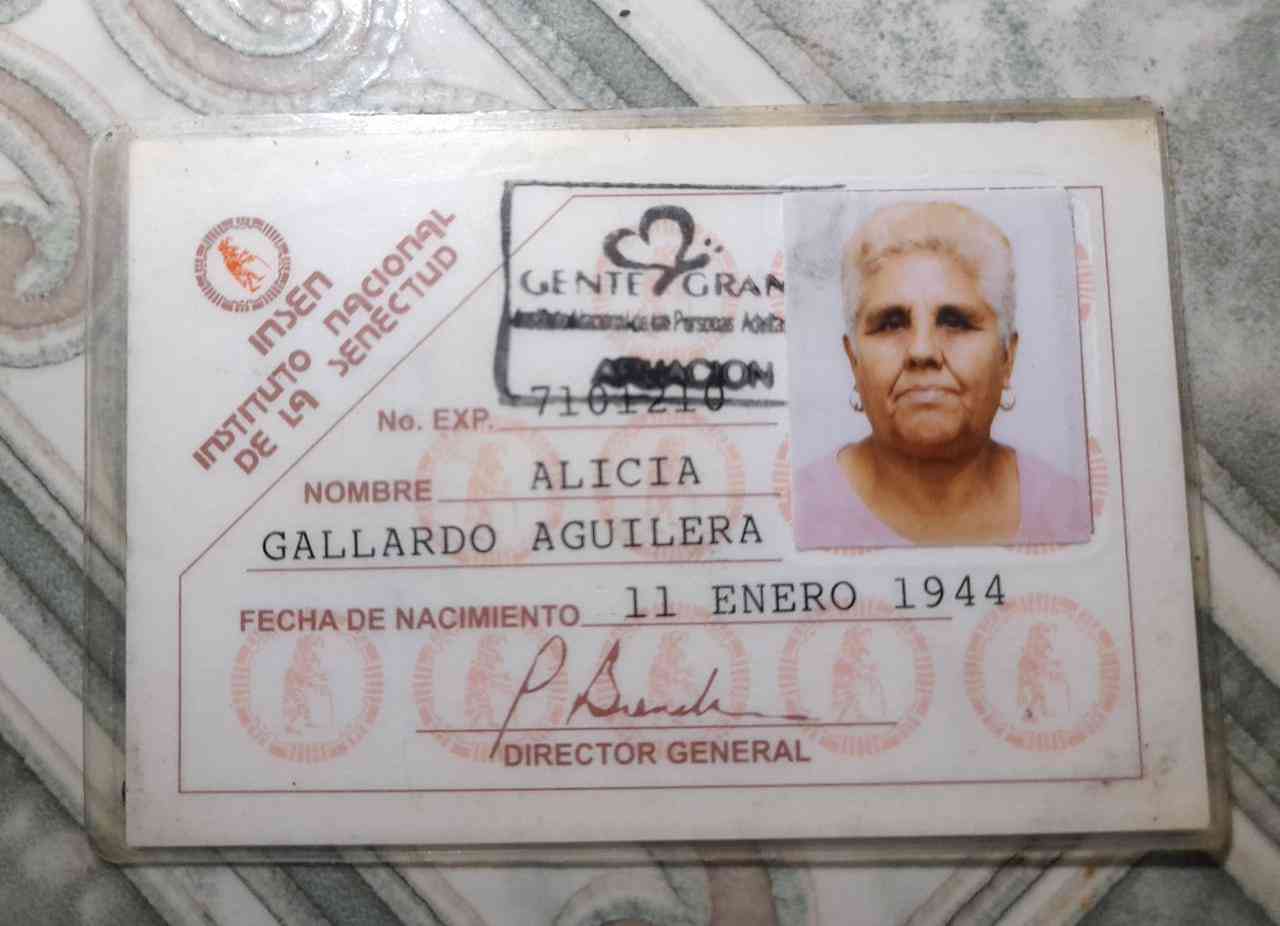 INSEN
INSTITUTO NACIONAL
DE LA SENECTUD
GENTE GRAN
Personas
No. EXP. 7101210
NOMBRE ALICIA
GALLARDO AGUILERA
FECHA DE NACIMIENTO 11 ENERO 1944
DIRECTOR GENERAL